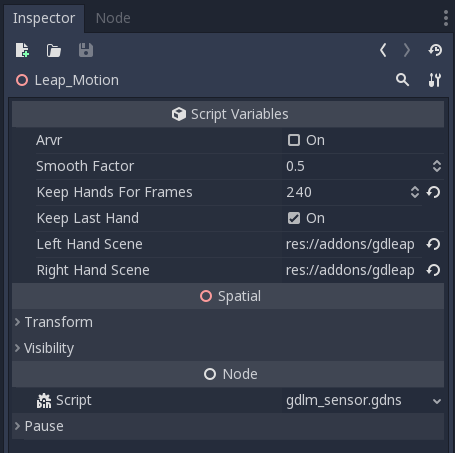 Inspector Node
Leap_Motion
Script Variables
Arvr On
Smooth Factor 0.5
Keep Hands For Frames 240
Keep Last Hand On
Left Hand Scene res://addons/gdleap
Right Hand Scene res://addons/gdleap
Spatial
Transform
Visibility
Node
Script gdlm_sensor.gdns
Pause